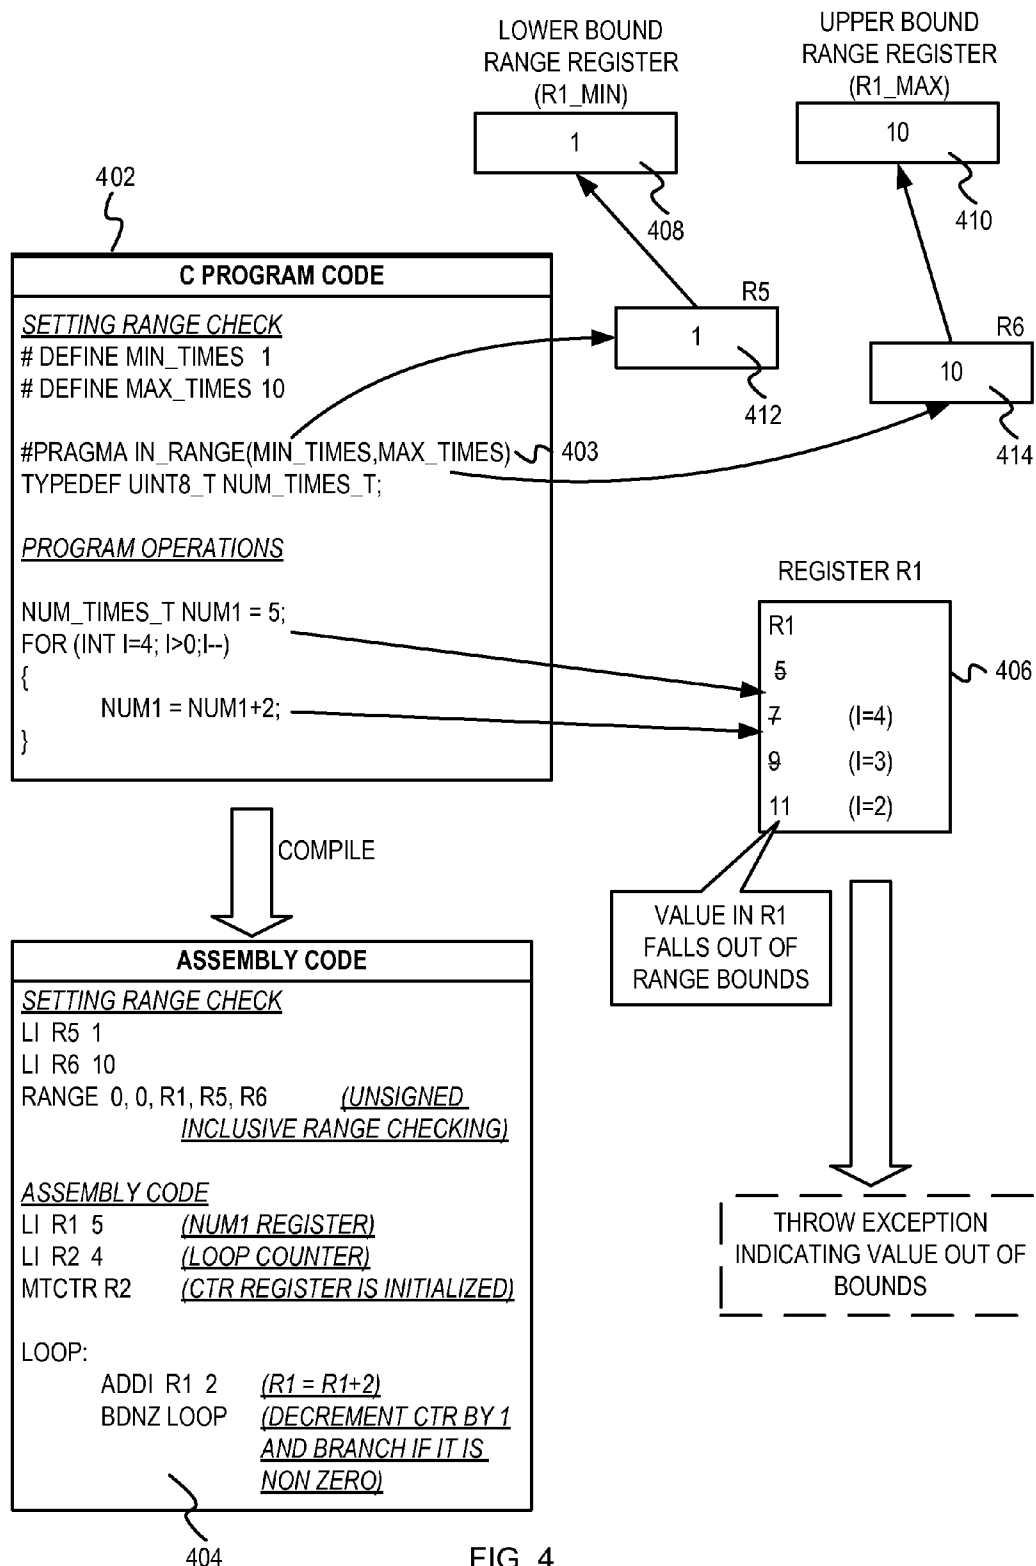 LOWER BOUND
RANGE REGISTER
(R1_MIN)
1
408
UPPER BOUND
RANGE REGISTER
(R1_MAX)
10
410
402
C PROGRAM CODE
SETTING RANGE CHECK
# DEFINE MIN_TIMES 1
# DEFINE MAX_TIMES 10
#PRAGMA IN_RANGE(MIN_TIMES,MAX_TIMES)
403
TYPEDEF UINT8_T NUM_TIMES_T;
PROGRAM OPERATIONS
NUM_TIMES_T NUM1 = 5;
FOR (INT I=4; I>0;I--)
{
NUM1 = NUM1+2;
}
R5
1
412
R6
10
414
REGISTER R1
R1
5
7 (I=4)
9 (I=3)
11 (I=2)
406
COMPILE
VALUE IN R1
FALLS OUT OF
RANGE BOUNDS
THROW EXCEPTION
INDICATING VALUE OUT OF
BOUNDS
ASSEMBLY CODE
SETTING RANGE CHECK
LI R5 1
LI R6 10
RANGE 0, 0, R1, R5, R6 (UNSIGNED
INCLUSIVE RANGE CHECKING)
ASSEMBLY CODE
LI R1 5 (NUM1 REGISTER)
LI R2 4 (LOOP COUNTER)
MTCTR R2 (CTR REGISTER IS INITIALIZED)
LOOP:
ADDI R1 2 (R1 = R1+2)
BDNZ LOOP (DECREMENT CTR BY 1
AND BRANCH IF IT IS
NON ZERO)
404
FIG. 4